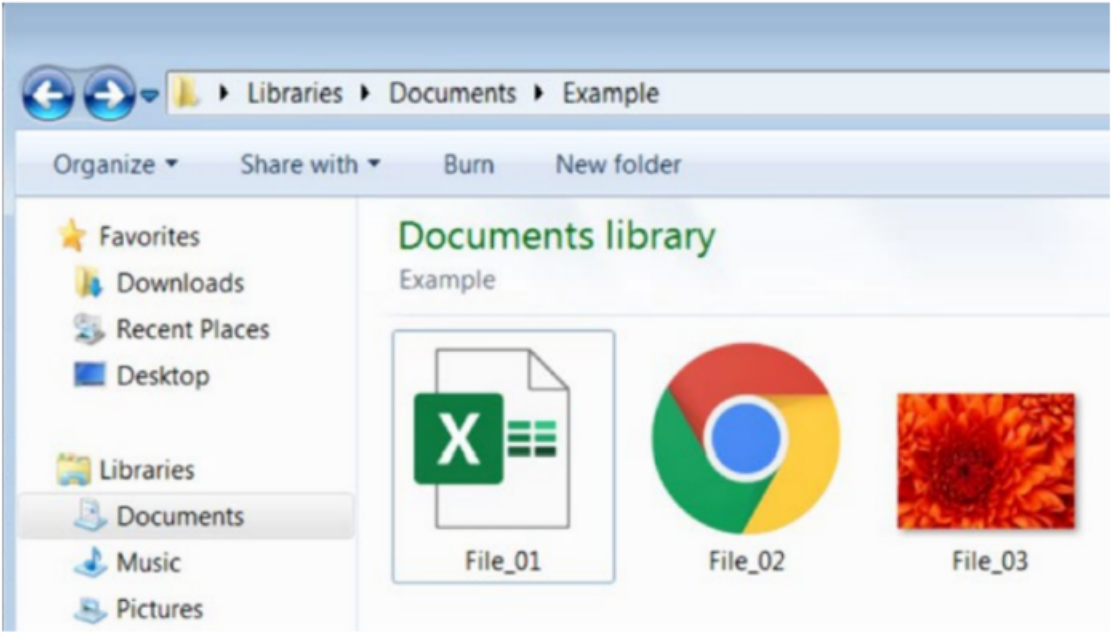 Libraries Documents Example
Organize Share with Burn New folder
Favorites
Downloads
Recent Places
Desktop
Libraries
Documents
Music
Pictures
Documents library
Example
X
File_01 File_02 File_03